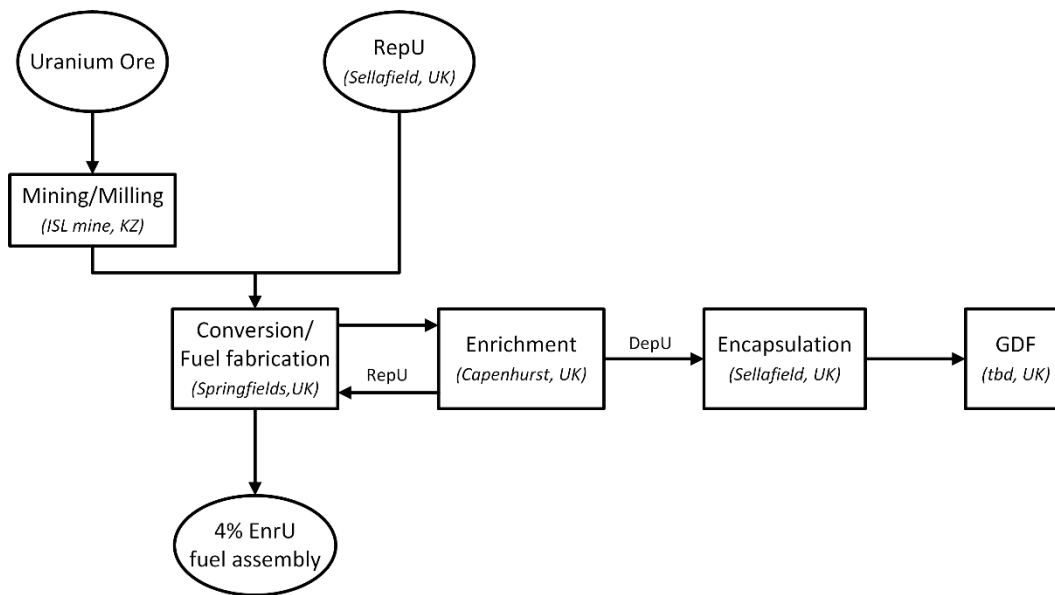 Uranium Ore
RepU
(Sellafield, UK)
Mining/Milling
(ISL mine, KZ)
Conversion/
Fuel fabrication
(Springfields,UK)
RepU
Enrichment
(Capenhurst, UK)
DepU
Encapsulation
(Sellafield, UK)
GDF
(tbd, UK)
4% EnrU
fuel assembly